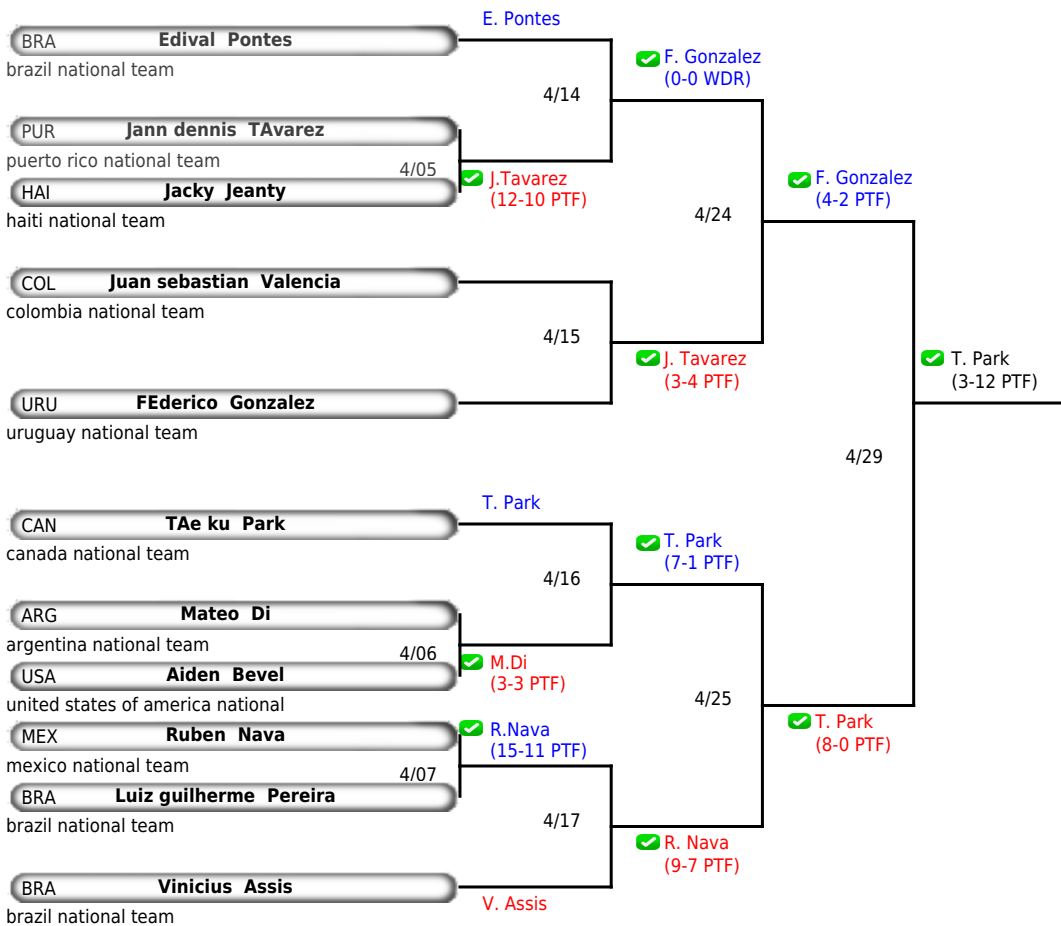 E. Pontes
BRA Edival Pontes
brazil national team
4/14
F. Gonzalez
(0-0 WDR)
PUR Jann dennis TAvarez
puerto rico national team
4/05
HAI Jacky Jeanty
haiti national team
J.Tavarez
(12-10 PTF)
4/24
F. Gonzalez
(4-2 PTF)
COL Juan sebastian Valencia
colombia national team
4/15
J. Tavarez
(3-4 PTF)
URU FEderico Gonzalez
uruguay national team
T. Park
(3-12 PTF)
4/29
T. Park
CAN TAe ku Park
canada national team
4/16
T. Park
(7-1 PTF)
ARG Mateo Di
argentina national team
4/06
USA Aiden Bevel
united states of america national
M.Di
(3-3 PTF)
4/25
T. Park
(8-0 PTF)
MEX Ruben Nava
mexico national team
4/07
R.Nava
(15-11 PTF)
BRA Luiz guilherme Pereira
brazil national team
4/17
R. Nava
(9-7 PTF)
BRA Vinicius Assis
brazil national team
V. Assis